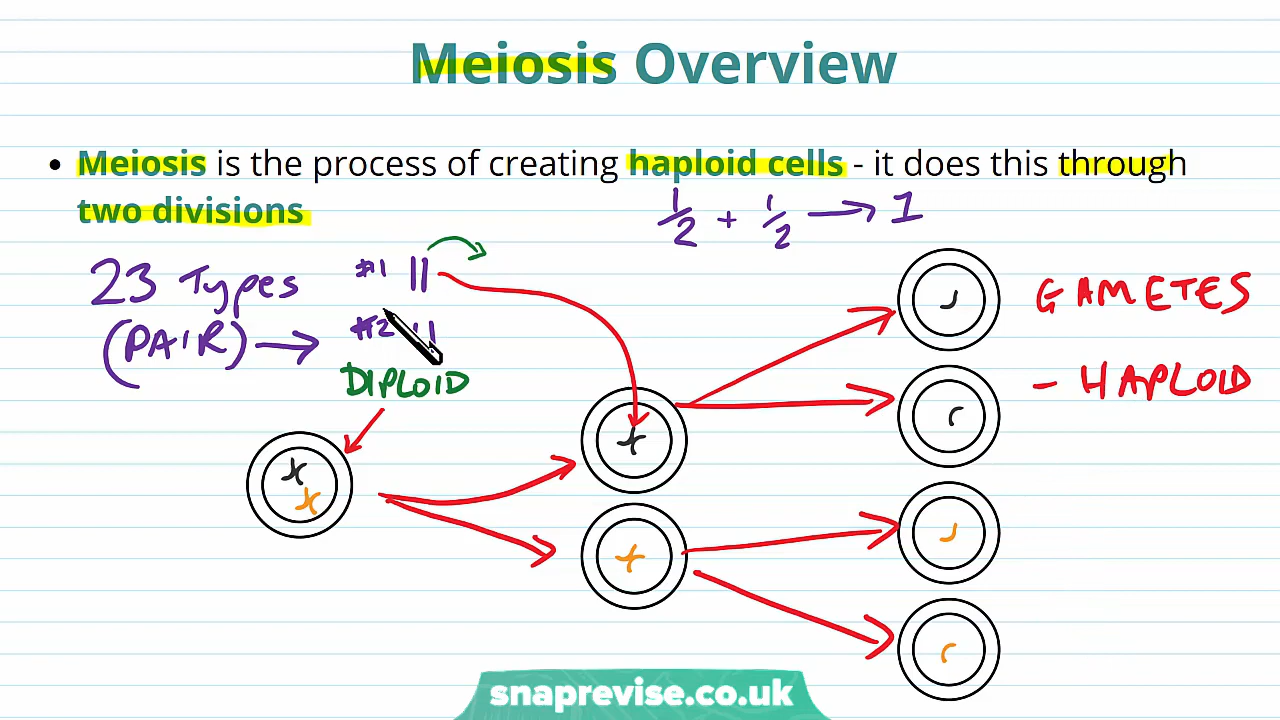 Meiosis Overview
• Meiosis is the process of creating haploid cells - it does this through
two divisions
1/2 + 1/2 → 1
23 Types
#1
(PAIR) →
#2
DIPLOID
GAMETES
- HAPLOID
snaprevise.co.uk